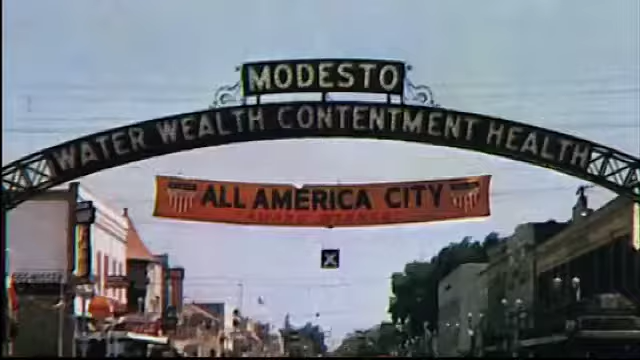 MODESTO
WATER WEALTH CONTENTMENT HEALTH
ALL AMERICA CITY
X